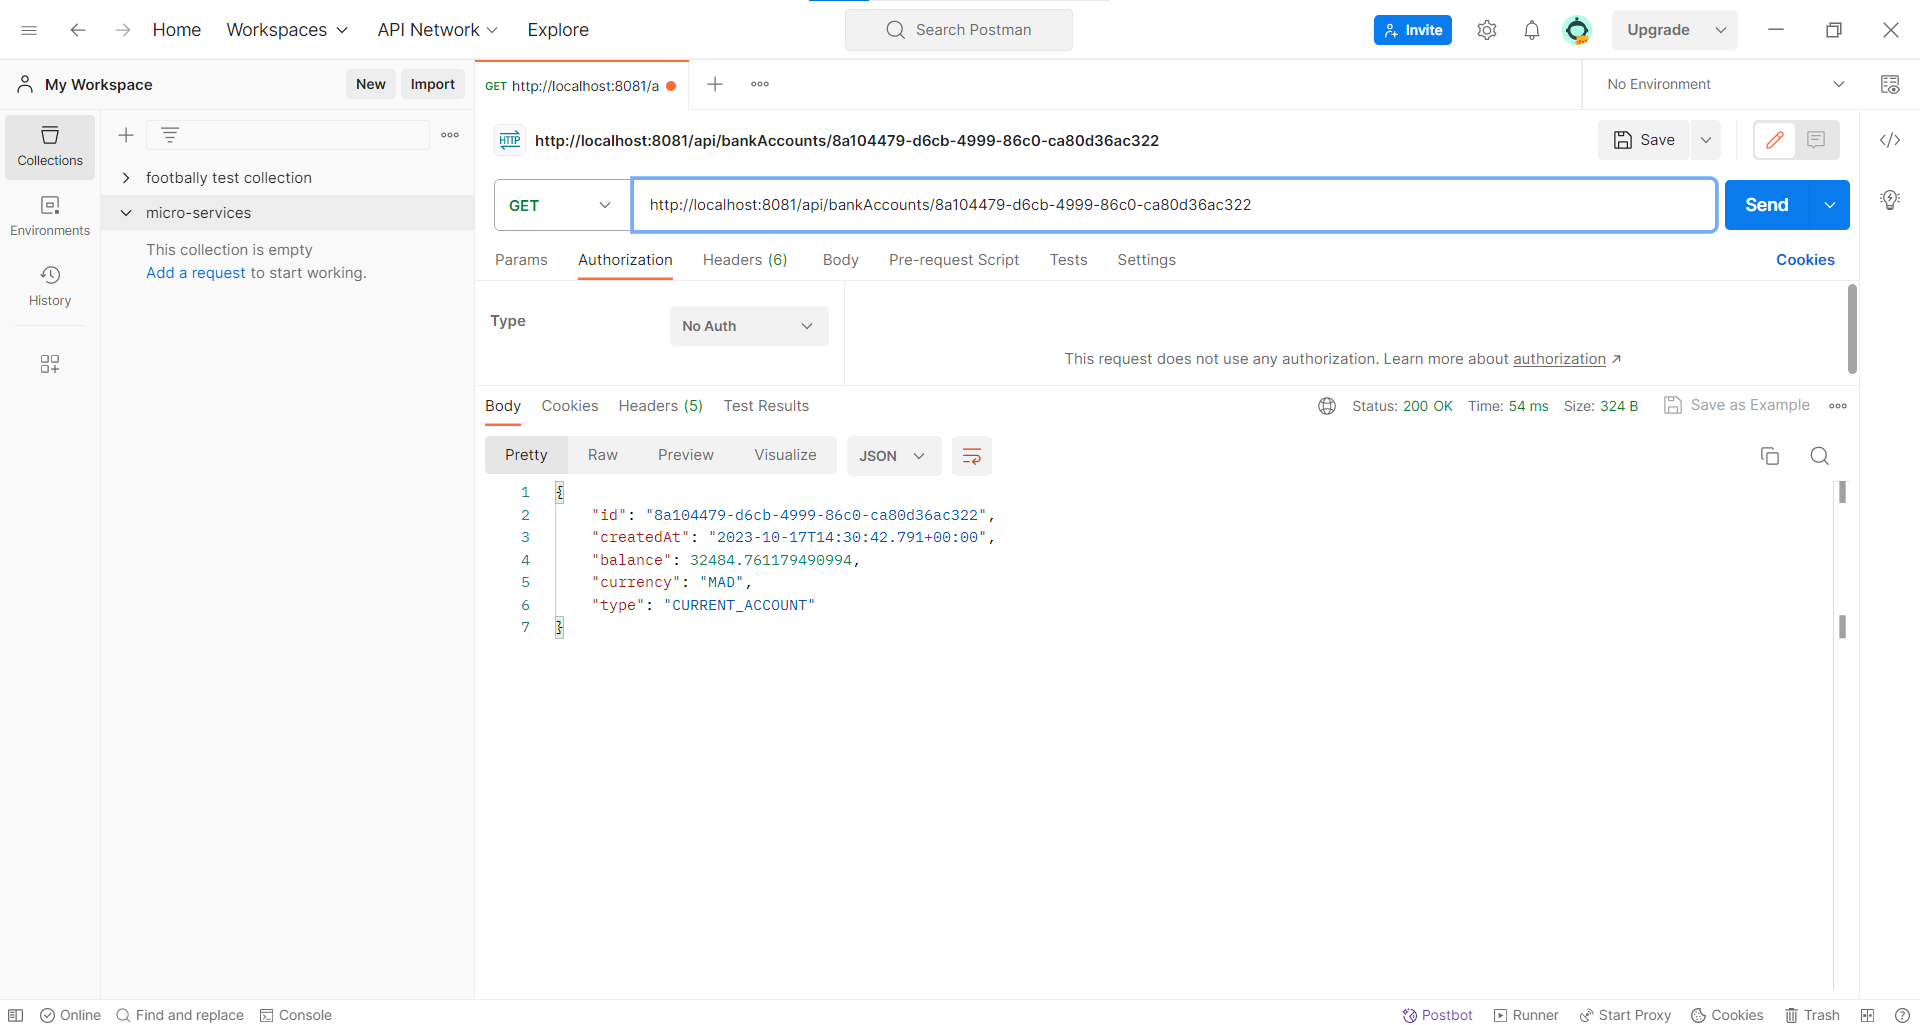 Home Workspaces API Network Explore Search Postman Invite Upgrade
My Workspace New Import GET http://localhost:8081/a No Environment
Collections
Environments
History
footbally test collection
micro-services
This collection is empty
Add a request to start working.
HTTP http://localhost:8081/api/bankAccounts/8a104479-d6cb-4999-86c0-ca80d36ac322 Save
GET http://localhost:8081/api/bankAccounts/8a104479-d6cb-4999-86c0-ca80d36ac322 Send
Params Authorization Headers (6) Body Pre-request Script Tests Settings Cookies
Type No Auth
This request does not use any authorization. Learn more about authorization ↗
Body Cookies Headers (5) Test Results Status: 200 OK Time: 54 ms Size: 324 B Save as Example
Pretty Raw Preview Visualize JSON
1 {
2 "id": "8a104479-d6cb-4999-86c0-ca80d36ac322",
3 "createdAt": "2023-10-17T14:30:42.791+00:00",
4 "balance": 32484.761179490994,
5 "currency": "MAD",
6 "type": "CURRENT_ACCOUNT"
7 }
Online Find and replace Console Postbot Runner Start Proxy Cookies Trash